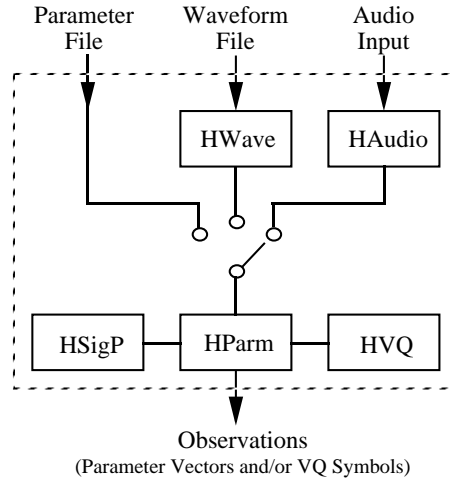 Parameter
File
Waveform
File
Audio
Input
HWave
HAudio
HSigP
HParm
HVQ
Observations
(Parameter Vectors and/or VQ Symbols)